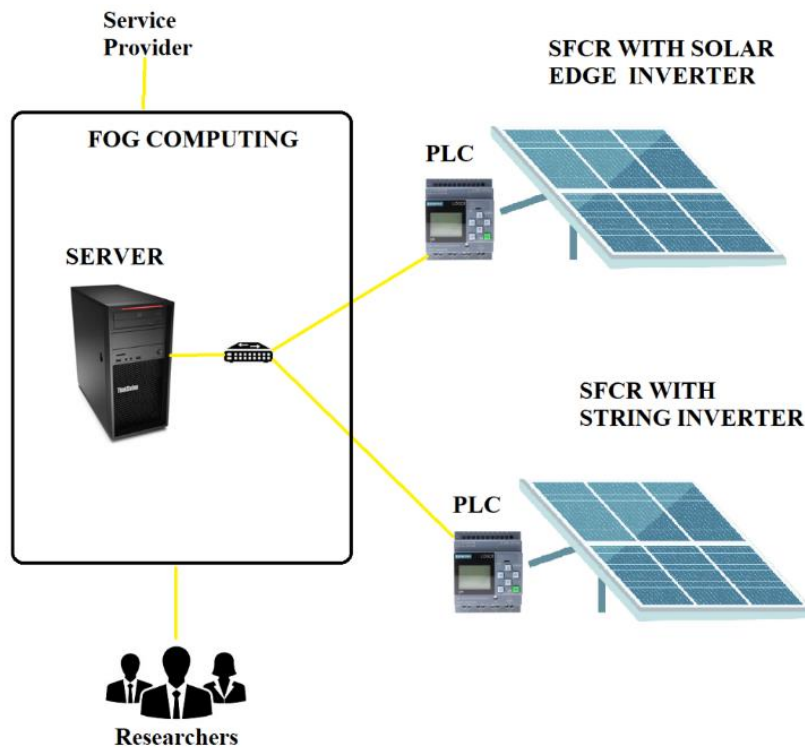 Service
Provider
SFCR WITH SOLAR
EDGE INVERTER
FOG COMPUTING
PLC
SERVER
SFCR WITH
STRING INVERTER
PLC
Researchers